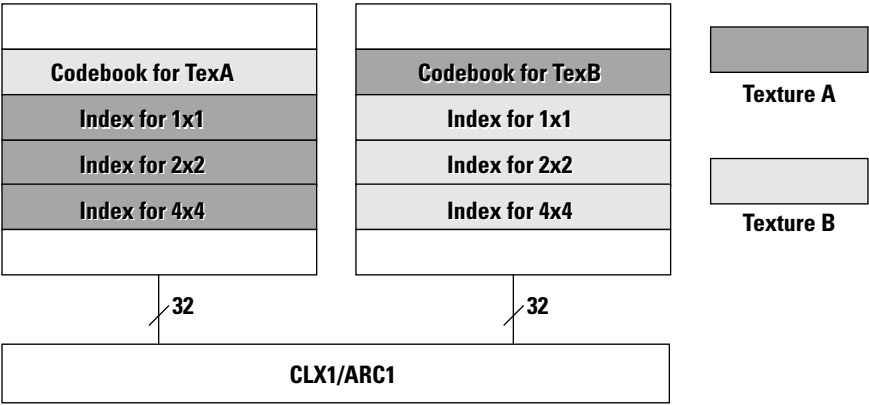 Codebook for TexA
Index for 1x1
Index for 2x2
Index for 4x4
Codebook for TexB
Index for 1x1
Index for 2x2
Index for 4x4
Texture A
Texture B
32
32
CLX1/ARC1